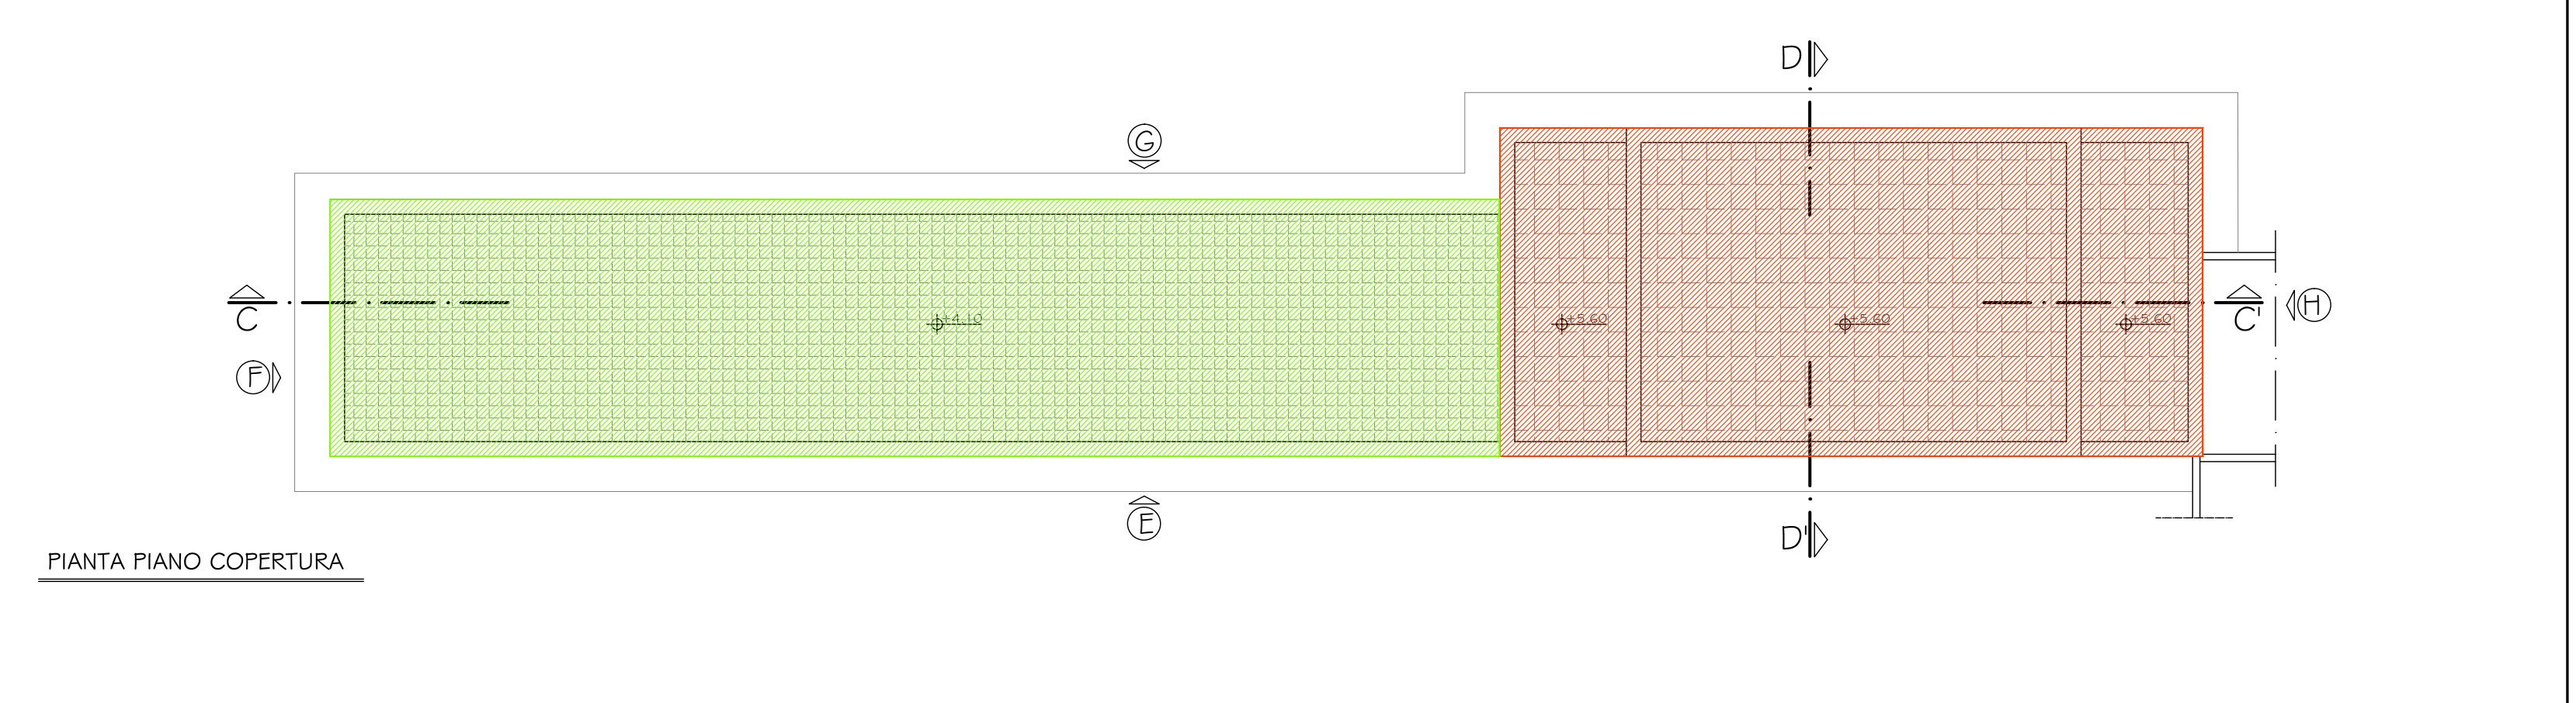 D
G
C
+4.10
+5.60
+5.60
+5.60
C'
H
F
E
D'
PIANTA PIANO COPERTURA